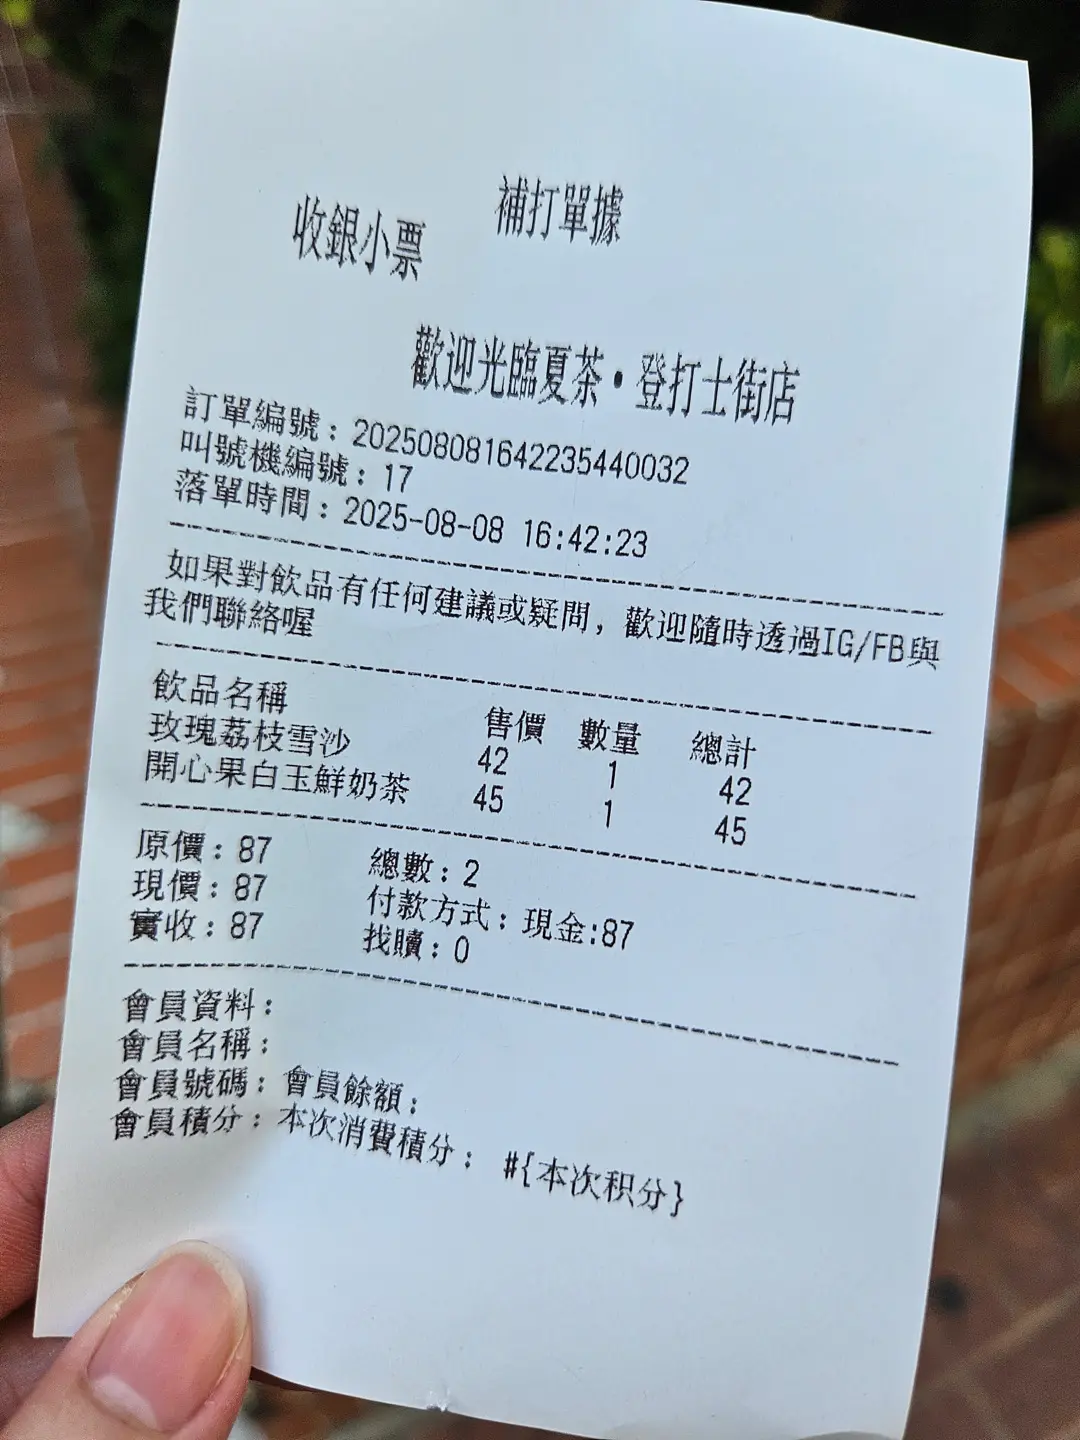 補打單據
收銀小票
歡迎光臨夏茶·登打士街店
訂單編號：202508081642235440032
叫號機編號：17
落單時間：2025-08-08 16:42:23
如果對飲品有任何建議或疑問，歡迎隨時透過IG/FB與
我們聯絡喔
飲品名稱 售價 數量 總計
玫瑰荔枝雪沙 42 1 42
開心果白玉鮮奶茶 45 1 45
原價：87 總數：2
現價：87 付款方式：現金:87
實收：87 找贖：0
會員資料：
會員名稱：
會員號碼：會員餘額：
會員積分：本次消費積分： #{本次积分}